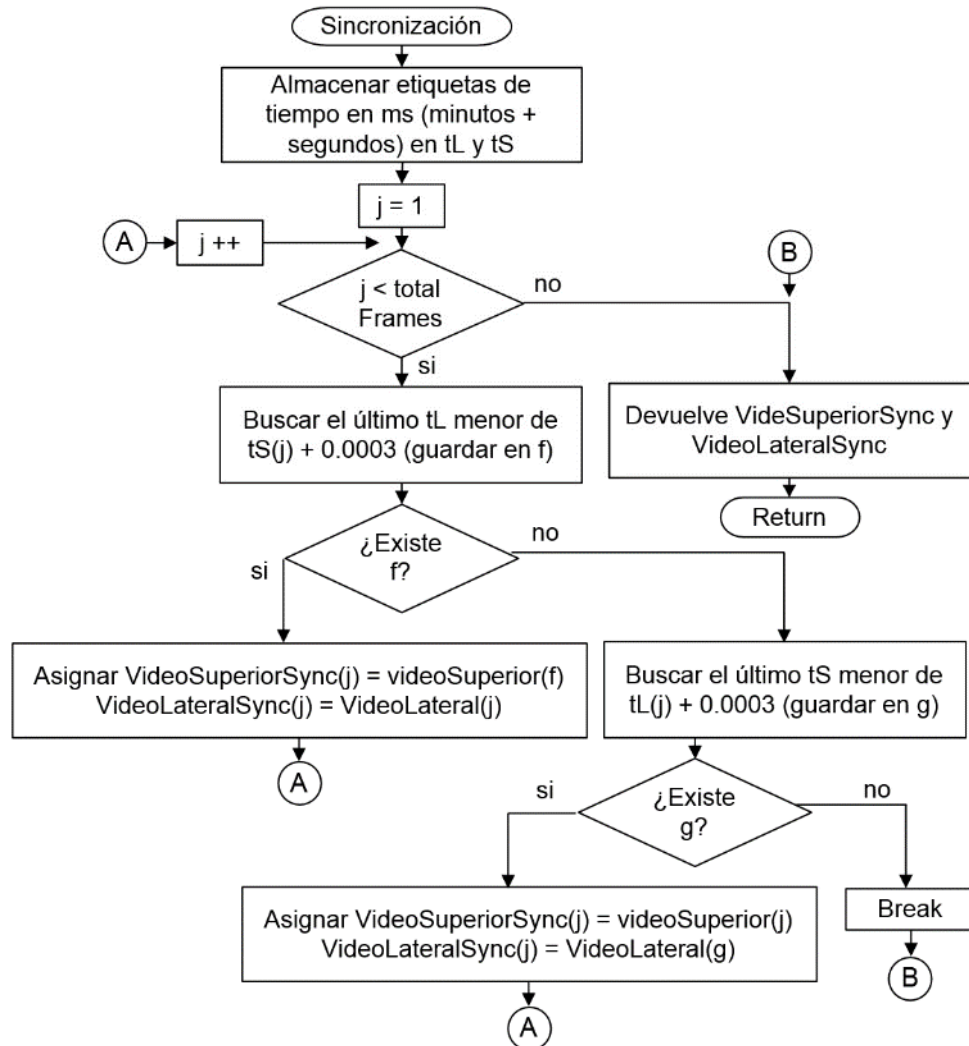 Sincronización
Almacenar etiquetas de
tiempo en ms (minutos +
segundos) en tL y tS
j = 1
A
j ++
B
j < total
Frames
no
si
Buscar el último tL menor de
tS(j) + 0.0003 (guardar en f)
Devuelve VideSuperiorSync y
VideoLateralSync
Return
¿Existe
f?
si
no
Asignar VideoSuperiorSync(j) = videoSuperior(f)
VideoLateralSync(j) = VideoLateral(j)
Buscar el último tS menor de
tL(j) + 0.0003 (guardar en g)
A
¿Existe
g?
si
no
Asignar VideoSuperiorSync(j) = videoSuperior(j)
VideoLateralSync(j) = VideoLateral(g)
Break
B
A